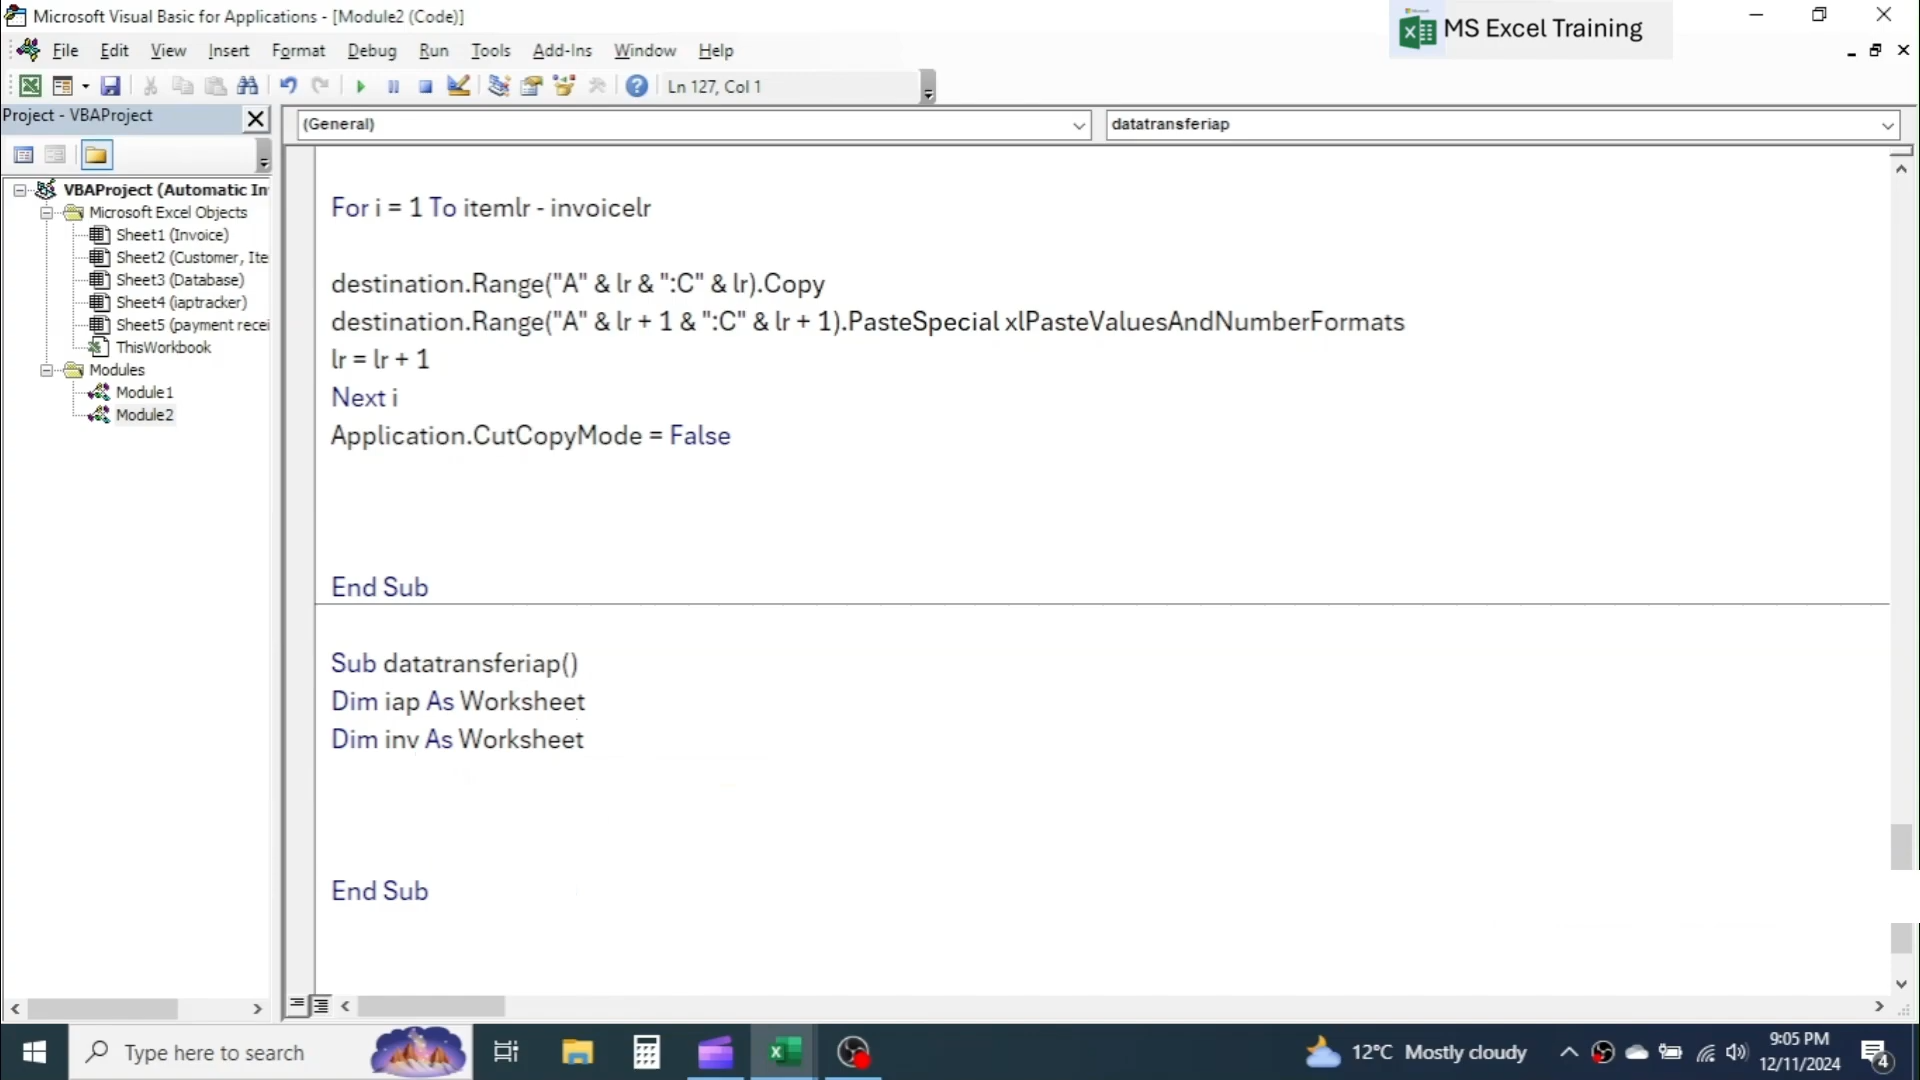 Microsoft Visual Basic for Applications - [Module2 (Code)]
MS Excel Training
File Edit View Insert Format Debug Run Tools Add-Ins Window Help
Ln 127, Col 1
Project - VBAProject
(General)
datatransferiap
VBAProject (Automatic In
Microsoft Excel Objects
Sheet1 (Invoice)
Sheet2 (Customer, Ite
Sheet3 (Database)
Sheet4 (iaptracker)
Sheet5 (payment recei
ThisWorkbook
Modules
Module1
Module2
For i = 1 To itemlr - invoicelr
destination.Range("A" & lr & ":C" & lr).Copy
destination.Range("A" & lr + 1 & ":C" & lr + 1).PasteSpecial xlPasteValuesAndNumberFormats
lr = lr + 1
Next i
Application.CutCopyMode = False
End Sub
Sub datatransferiap()
Dim iap As Worksheet
Dim inv As Worksheet
End Sub
Type here to search
12°C Mostly cloudy
9:05 PM
12/11/2024
4